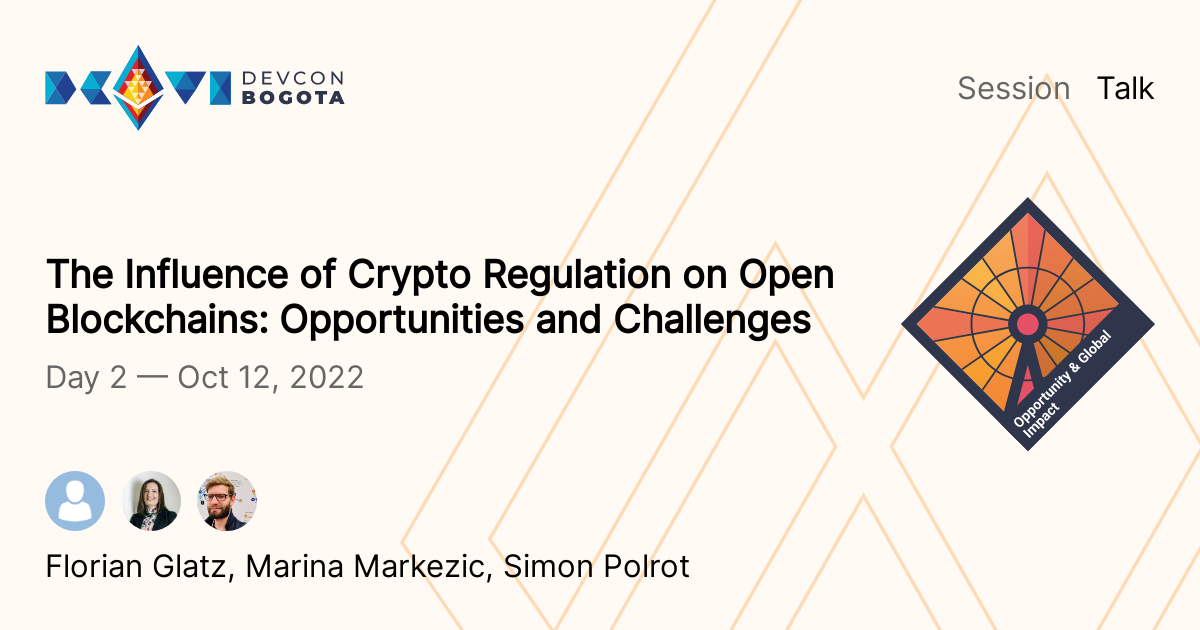 DEVCON
BOGOTA
Session Talk
The Influence of Crypto Regulation on Open
Blockchains: Opportunities and Challenges
Day 2 — Oct 12, 2022
Opportunity & Global
Impact
Florian Glatz, Marina Markezic, Simon Polrot